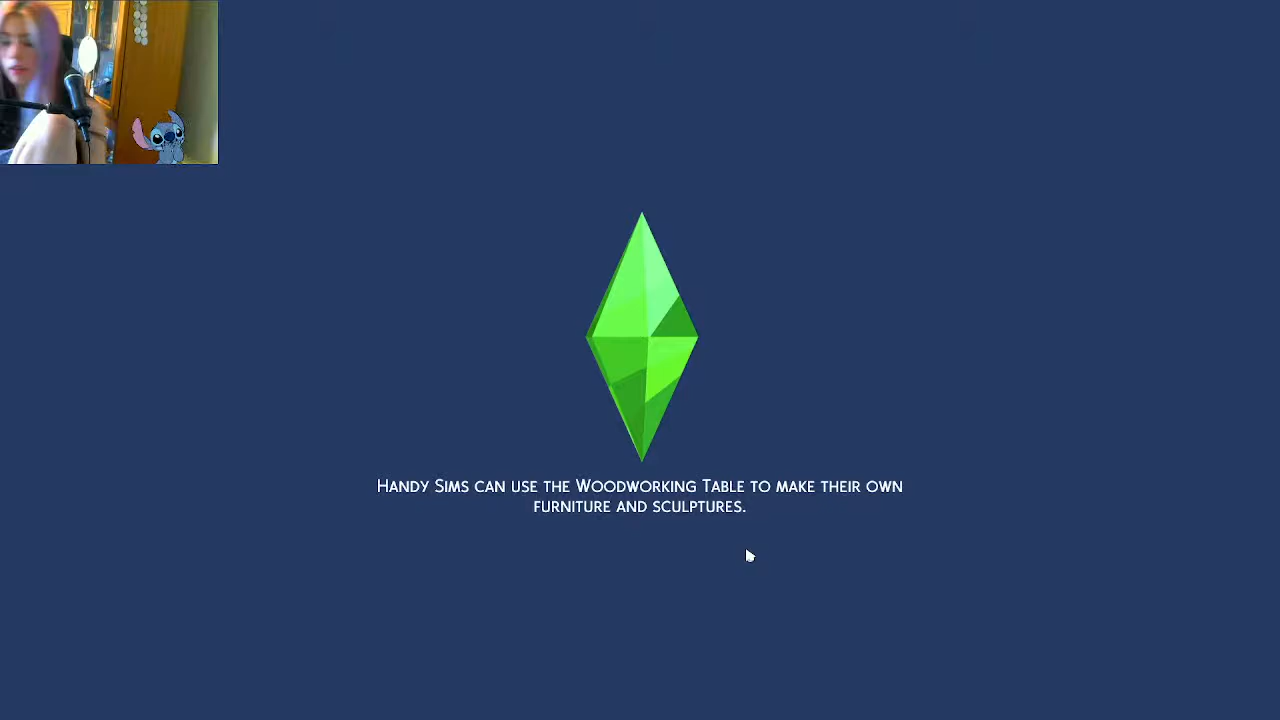 Handy Sims can use the Woodworking Table to make their own
furniture and sculptures.